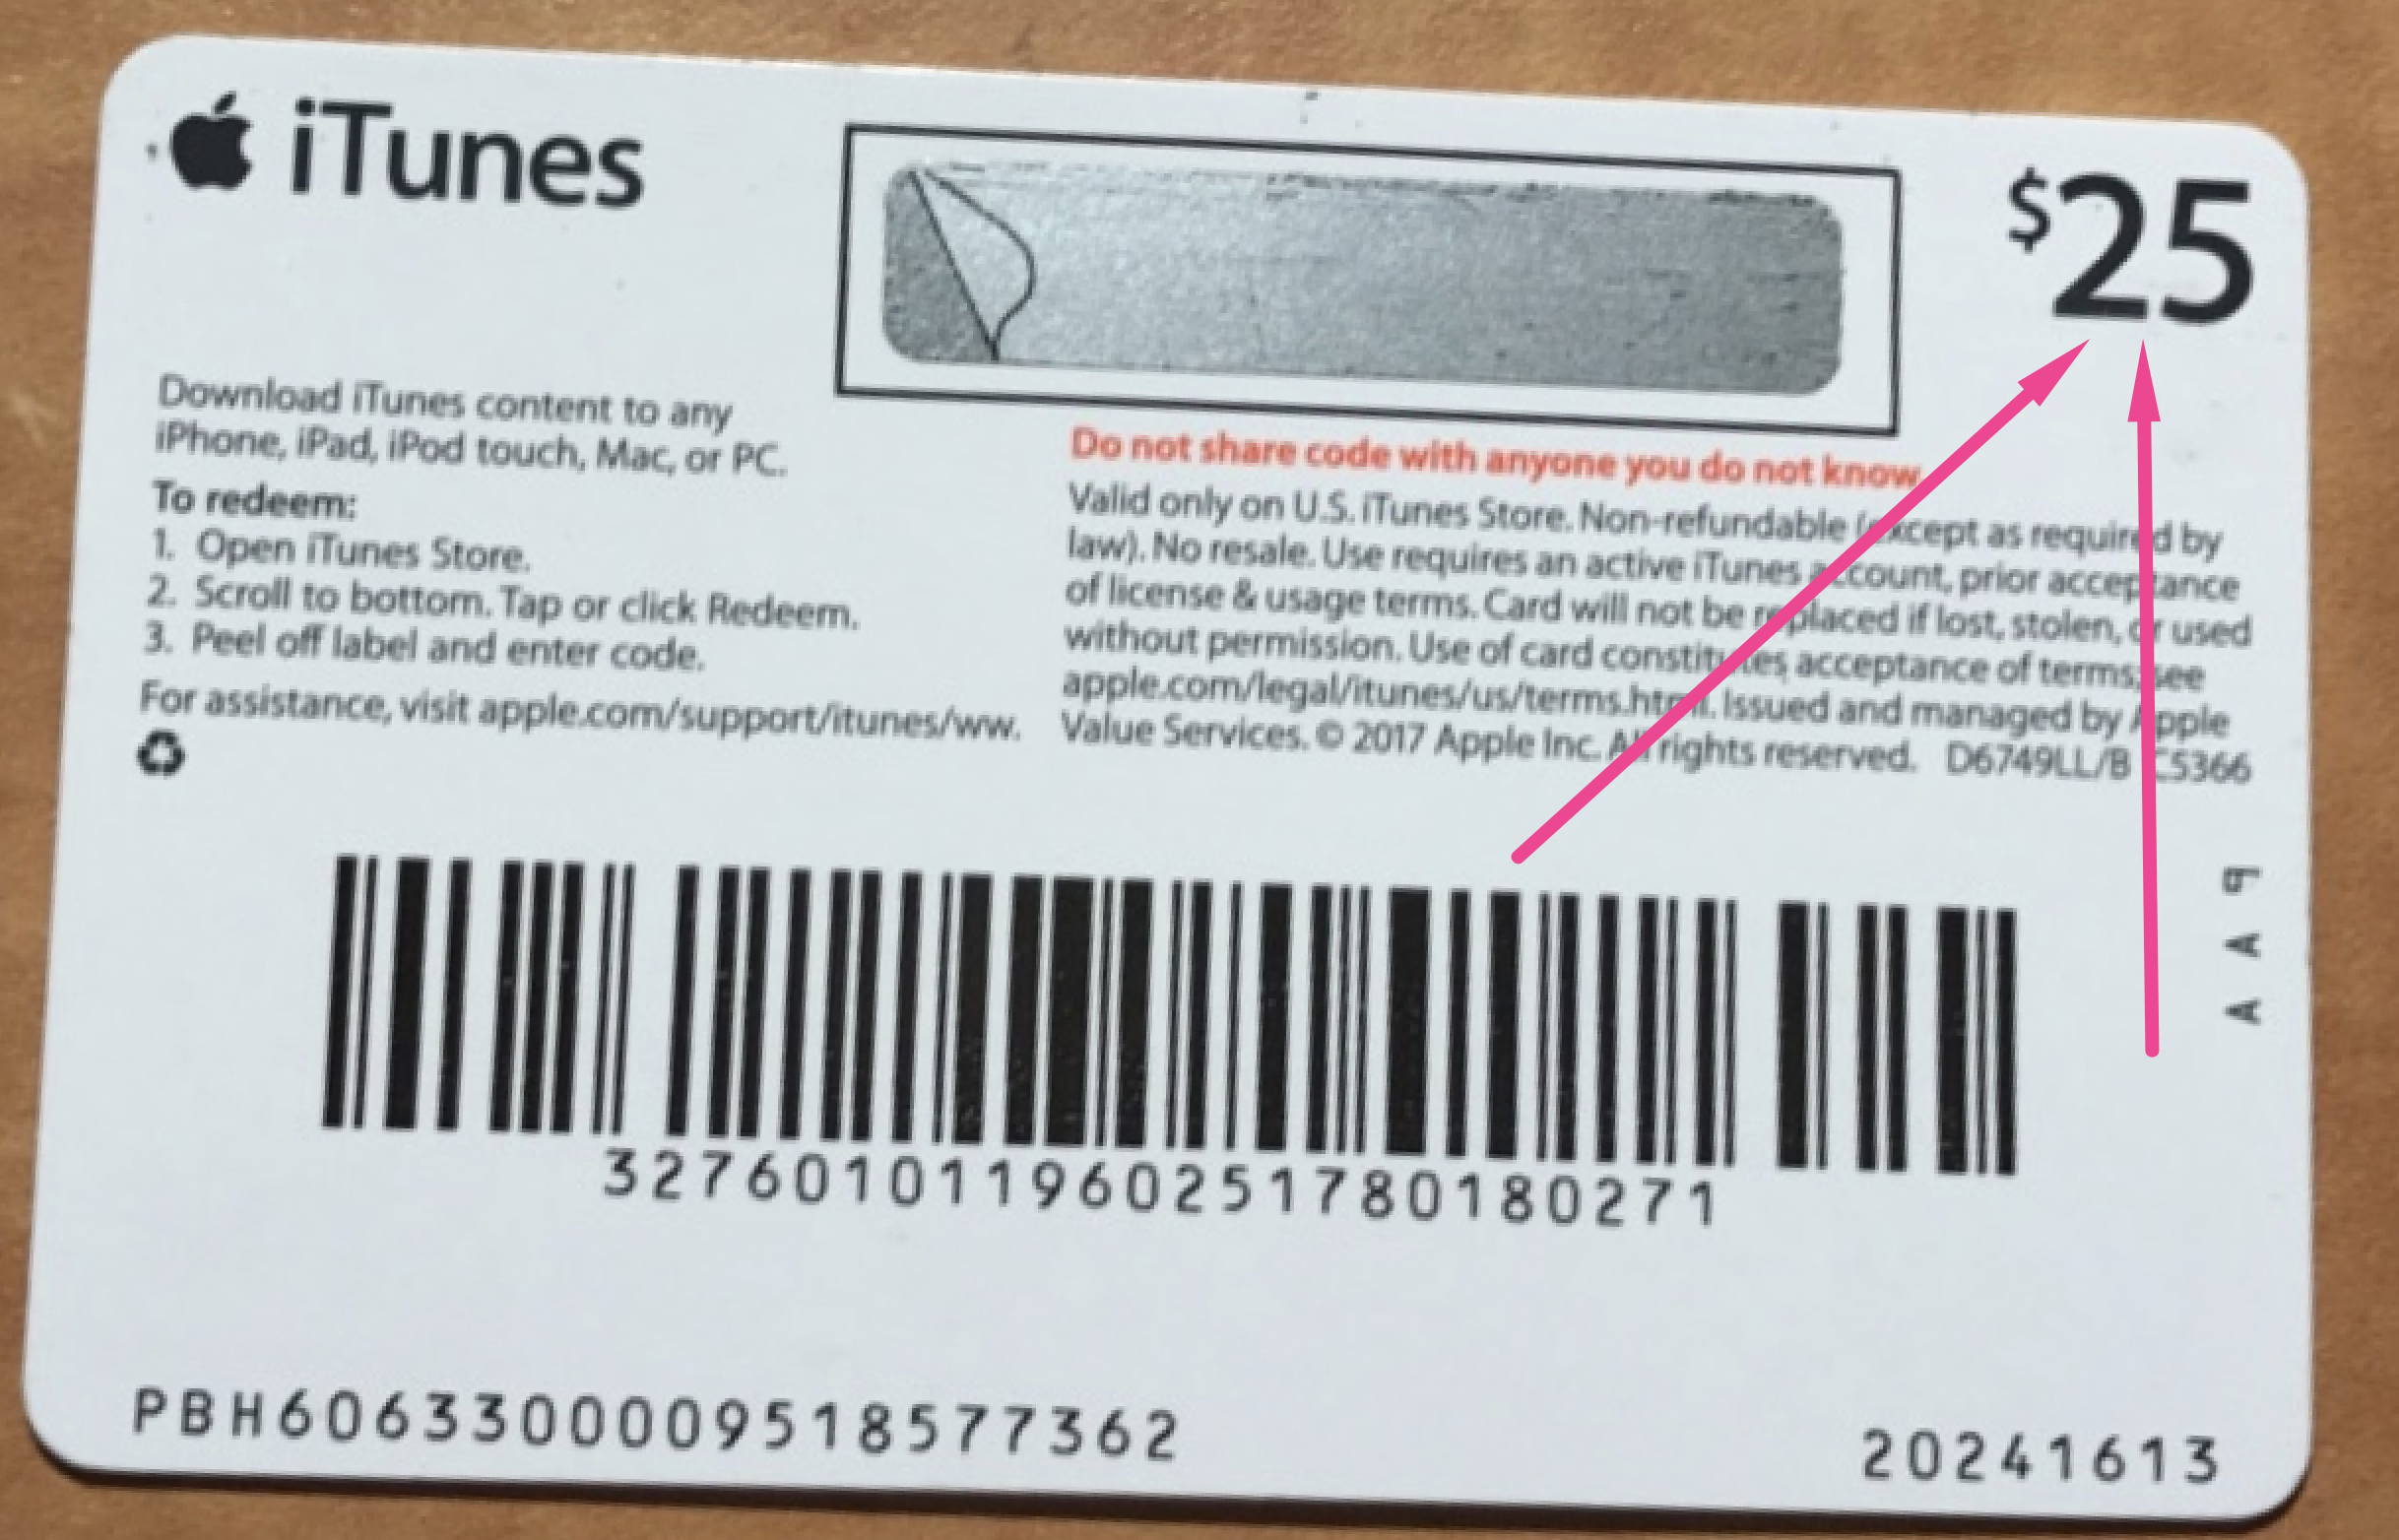 iTunes
$25
Download iTunes content to any
iPhone, iPad, iPod touch, Mac, or PC.
To redeem:
1. Open iTunes Store.
2. Scroll to bottom. Tap or click Redeem.
3. Peel off label and enter code.
For assistance, visit apple.com/support/itunes/ww.
Do not share code with anyone you do not know.
Valid only on U.S. iTunes Store. Non-refundable (except as required by
law). No resale. Use requires an active iTunes account, prior acceptance
of license & usage terms. Card will not be replaced if lost, stolen, or used
without permission. Use of card constitutes acceptance of terms; see
apple.com/legal/itunes/us/terms.html. Issued and managed by Apple
Value Services. © 2017 Apple Inc. All rights reserved. D6749LL/B C5366
A A 9
327601011960251780180271
PBH6063300009518577362
20241613